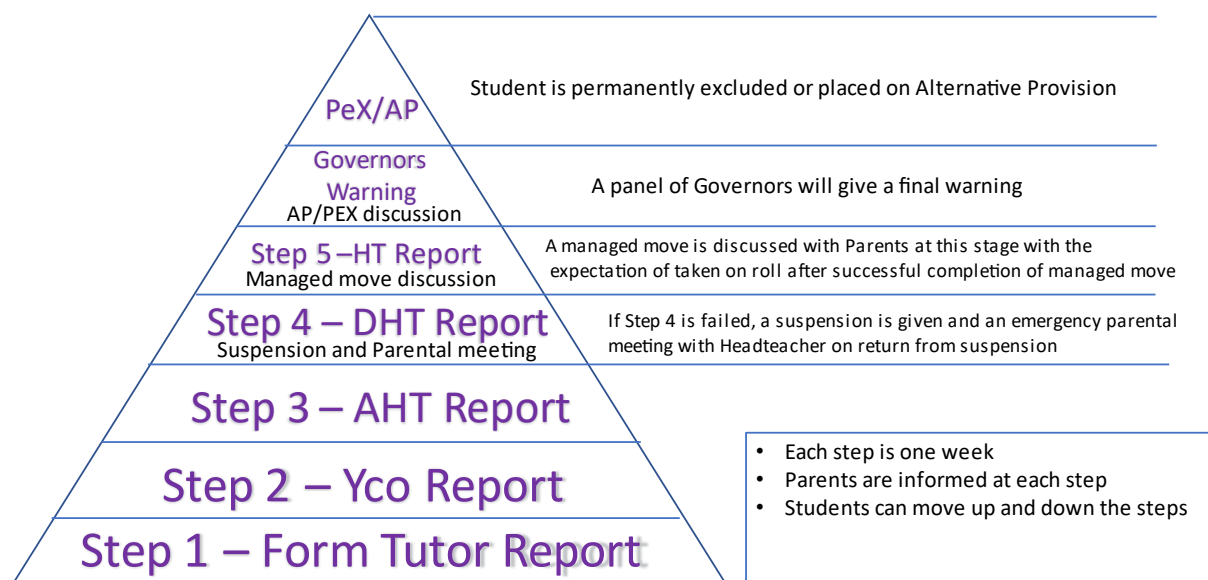 PeX/AP
Student is permanently excluded or placed on Alternative Provision
Governors
Warning
AP/PEX discussion
A panel of Governors will give a final warning
Step 5 –HT Report
Managed move discussion
A managed move is discussed with Parents at this stage with the
expectation of taken on roll after successful completion of managed move
Step 4 – DHT Report
Suspension and Parental meeting
If Step 4 is failed, a suspension is given and an emergency parental
meeting with Headteacher on return from suspension
Step 3 – AHT Report
Step 2 – Yco Report
Step 1 – Form Tutor Report
• Each step is one week
• Parents are informed at each step
• Students can move up and down the steps